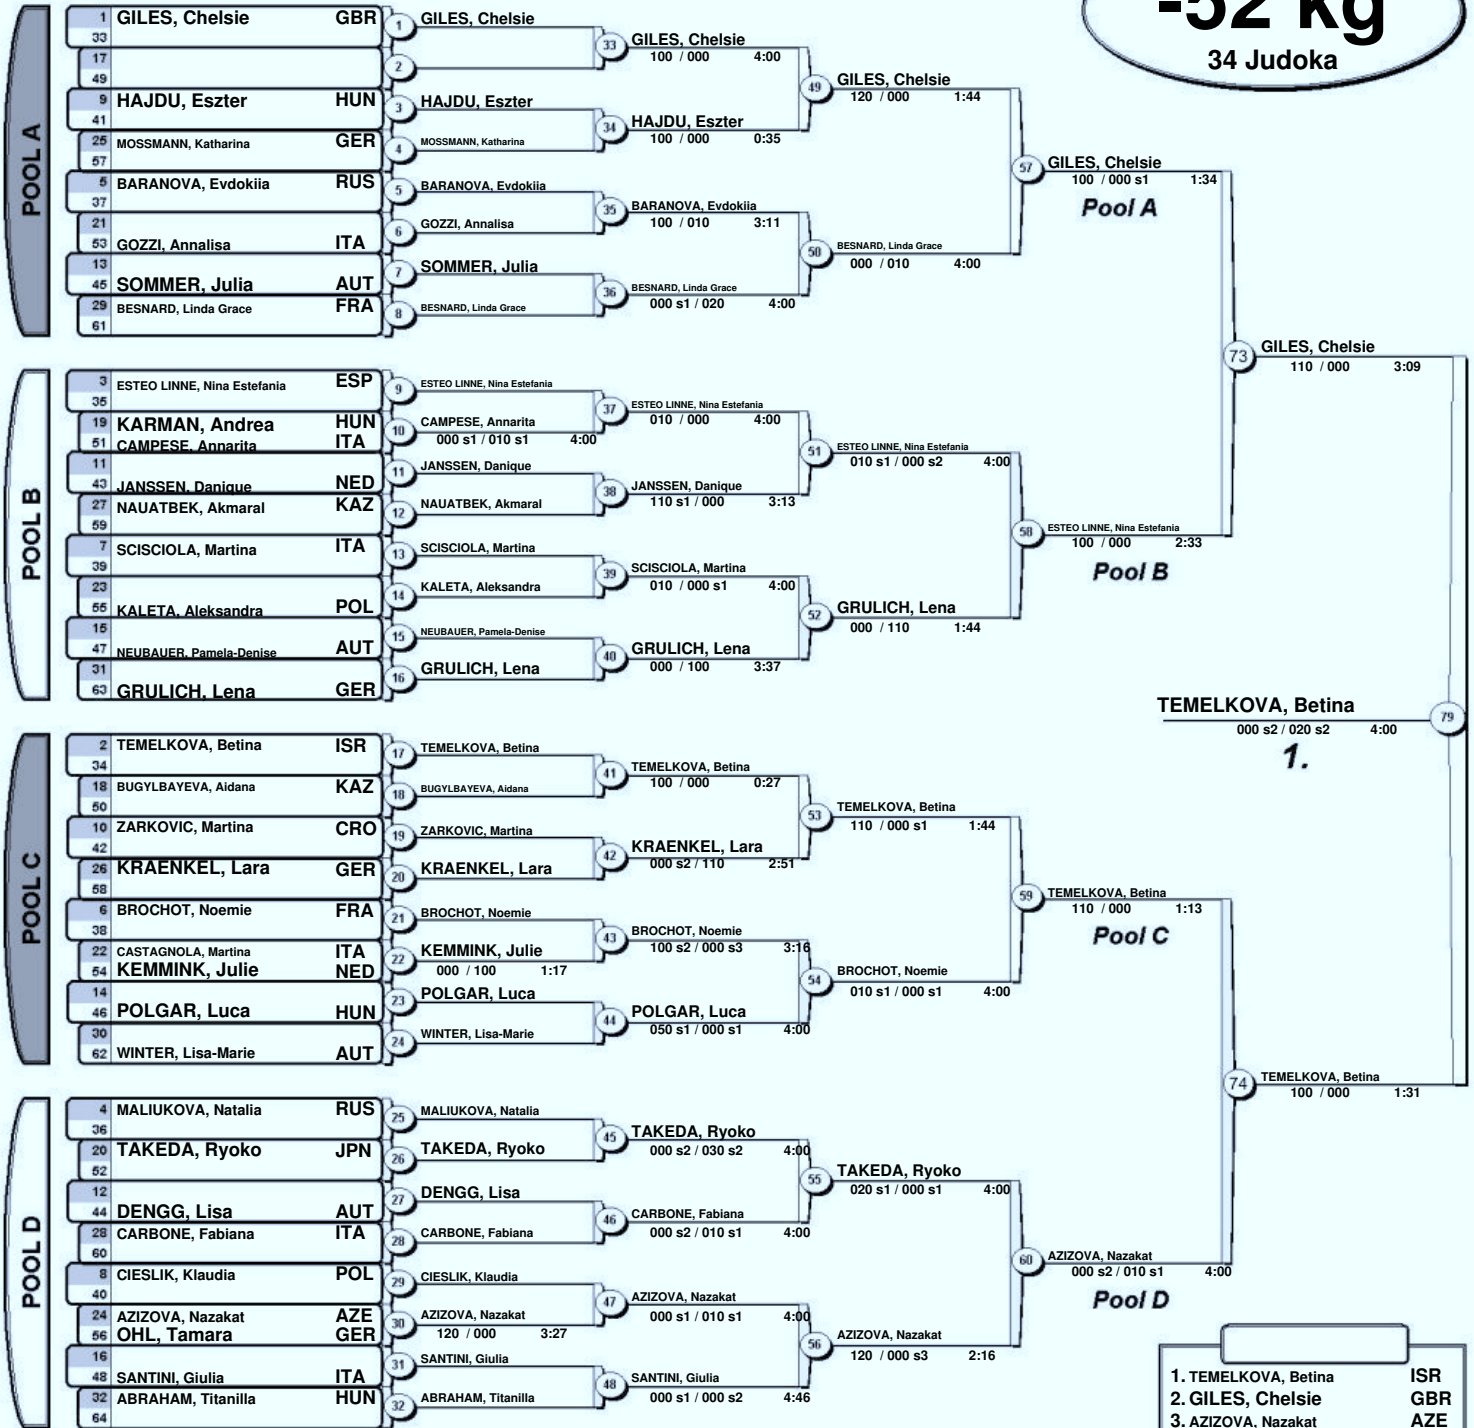 -52 kg
34 Judoka
POOL A
1 GILES, Chelsie GBR
33
17
49
9 HAJDU, Eszter HUN
41
25 MOSSMANN, Katharina GER
57
5 BARANOVA, Evdokiia RUS
37
21
53 GOZZI, Annalisa ITA
13
45 SOMMER, Julia AUT
29 BESNARD, Linda Grace FRA
61
1 GILES, Chelsie
2
3 HAJDU, Eszter
4 MOSSMANN, Katharina
5 BARANOVA, Evdokiia
6 GOZZI, Annalisa
7 SOMMER, Julia
8 BESNARD, Linda Grace
33 GILES, Chelsie
100 / 000 4:00
34 HAJDU, Eszter
100 / 000 0:35
35 BARANOVA, Evdokiia
100 / 010 3:11
36 BESNARD, Linda Grace
000 s1 / 020 4:00
49 GILES, Chelsie
120 / 000 1:44
50 BESNARD, Linda Grace
000 / 010 4:00
57 GILES, Chelsie
100 / 000 s1 1:34
Pool A
POOL B
3 ESTEO LINNE, Nina Estefania ESP
35
19 KARMAN, Andrea HUN
51 CAMPESE, Annarita ITA
11
43 JANSSEN, Danique NED
27 NAUATBEK, Akmaral KAZ
59
7 SCISCIOLA, Martina ITA
39
23
55 KALETA, Aleksandra POL
15
47 NEUBAUER, Pamela-Denise AUT
31
63 GRULICH, Lena GER
9 ESTEO LINNE, Nina Estefania
10 CAMPESE, Annarita
000 s1 / 010 s1 4:00
11 JANSSEN, Danique
12 NAUATBEK, Akmaral
13 SCISCIOLA, Martina
14 KALETA, Aleksandra
15 NEUBAUER, Pamela-Denise
16 GRULICH, Lena
37 ESTEO LINNE, Nina Estefania
010 / 000 4:00
38 JANSSEN, Danique
110 s1 / 000 3:13
39 SCISCIOLA, Martina
010 / 000 s1 4:00
40 GRULICH, Lena
000 / 100 3:37
51 ESTEO LINNE, Nina Estefania
010 s1 / 000 s2 4:00
52 GRULICH, Lena
000 / 110 1:44
58 ESTEO LINNE, Nina Estefania
100 / 000 2:33
Pool B
73 GILES, Chelsie
110 / 000 3:09
POOL C
2 TEMELKOVA, Betina ISR
34
18 BUGYLBAYEVA, Aidana KAZ
50
10 ZARKOVIC, Martina CRO
42
26 KRAENKEL, Lara GER
58
6 BROCHOT, Noemie FRA
38
22 CASTAGNOLA, Martina ITA
54 KEMMINK, Julie NED
14
46 POLGAR, Luca HUN
30
62 WINTER, Lisa-Marie AUT
17 TEMELKOVA, Betina
18 BUGYLBAYEVA, Aidana
19 ZARKOVIC, Martina
20 KRAENKEL, Lara
21 BROCHOT, Noemie
22 KEMMINK, Julie
000 / 100 1:17
23 POLGAR, Luca
24 WINTER, Lisa-Marie
41 TEMELKOVA, Betina
100 / 000 0:27
42 KRAENKEL, Lara
000 s2 / 110 2:51
43 BROCHOT, Noemie
100 s2 / 000 s3 3:16
44 POLGAR, Luca
050 s1 / 000 s1 4:00
53 TEMELKOVA, Betina
110 / 000 s1 1:44
54 BROCHOT, Noemie
010 s1 / 000 s1 4:00
59 TEMELKOVA, Betina
110 / 000 1:13
Pool C
TEMELKOVA, Betina 79
000 s2 / 020 s2 4:00
1.
POOL D
4 MALIUKOVA, Natalia RUS
36
20 TAKEDA, Ryoko JPN
52
12
44 DENGG, Lisa AUT
28 CARBONE, Fabiana ITA
60
8 CIESLIK, Klaudia POL
40
24 AZIZOVA, Nazakat AZE
56 OHL, Tamara GER
16
48 SANTINI, Giulia ITA
32 ABRAHAM, Titanilla HUN
64
25 MALIUKOVA, Natalia
26 TAKEDA, Ryoko
27 DENGG, Lisa
28 CARBONE, Fabiana
29 CIESLIK, Klaudia
30 AZIZOVA, Nazakat
120 / 000 3:27
31 SANTINI, Giulia
32 ABRAHAM, Titanilla
45 TAKEDA, Ryoko
000 s2 / 030 s2 4:00
46 CARBONE, Fabiana
000 s2 / 010 s1 4:00
47 AZIZOVA, Nazakat
000 s1 / 010 s1 4:00
48 SANTINI, Giulia
000 s1 / 000 s2 4:46
55 TAKEDA, Ryoko
020 s1 / 000 s1 4:00
56 AZIZOVA, Nazakat
120 / 000 s3 2:16
60 AZIZOVA, Nazakat
000 s2 / 010 s1 4:00
Pool D
74 TEMELKOVA, Betina
100 / 000 1:31
1. TEMELKOVA, Betina ISR
2. GILES, Chelsie GBR
3. AZIZOVA, Nazakat AZE